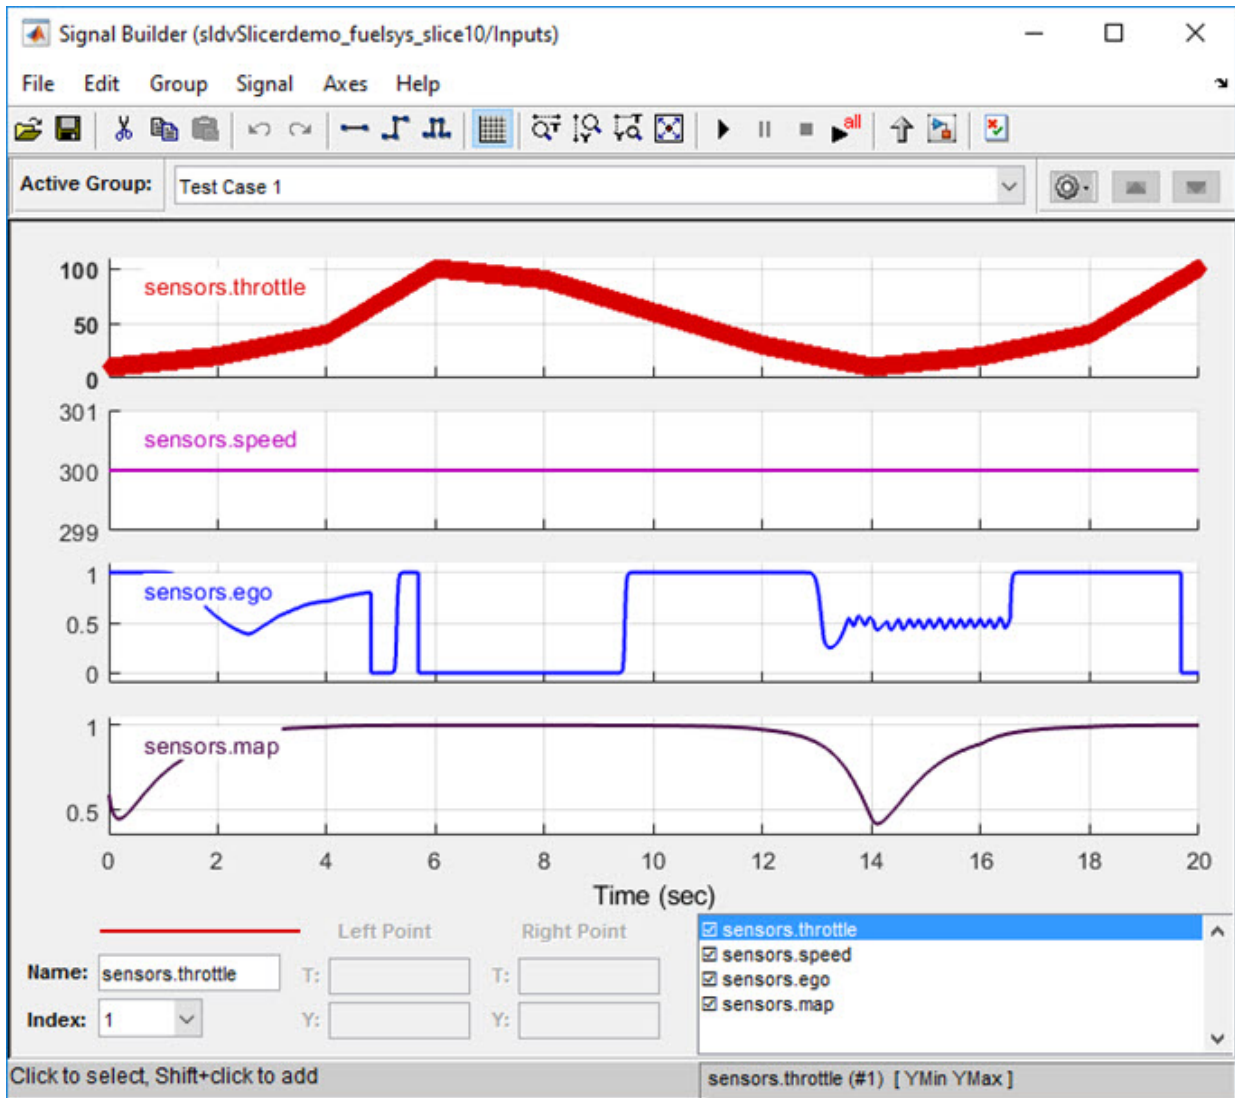 Signal Builder (sldvSlicerdemo_fuelsys_slice10/Inputs)
File Edit Group Signal Axes Help
all
Active Group: Test Case 1
100
50
0
sensors.throttle
301
300
299
sensors.speed
1
0.5
0
sensors.ego
1
0.5
sensors.map
0 2 4 6 8 10 12 14 16 18 20
Time (sec)
Left Point Right Point
Name: sensors.throttle T: T:
Index: 1 Y: Y:
sensors.throttle
sensors.speed
sensors.ego
sensors.map
Click to select, Shift+click to add
sensors.throttle (#1) [ YMin YMax ]